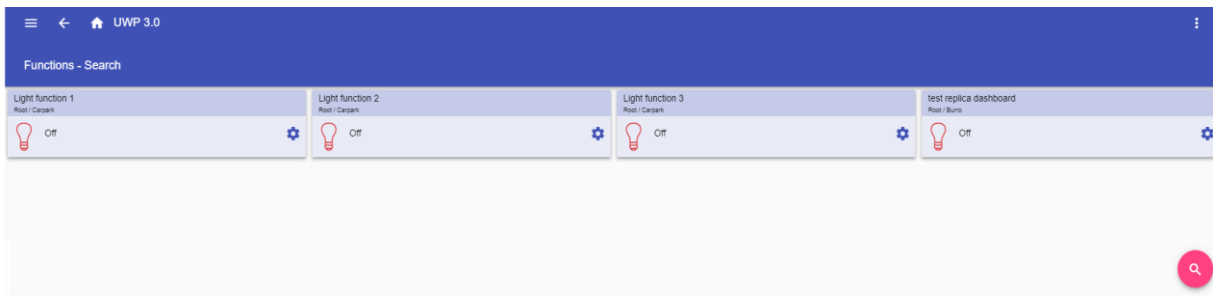 UWP 3.0
Functions - Search
Light function 1
Root / Carpark
Off
Light function 2
Root / Carpark
Off
Light function 3
Root / Carpark
Off
test replica dashboard
Root / Burro
Off